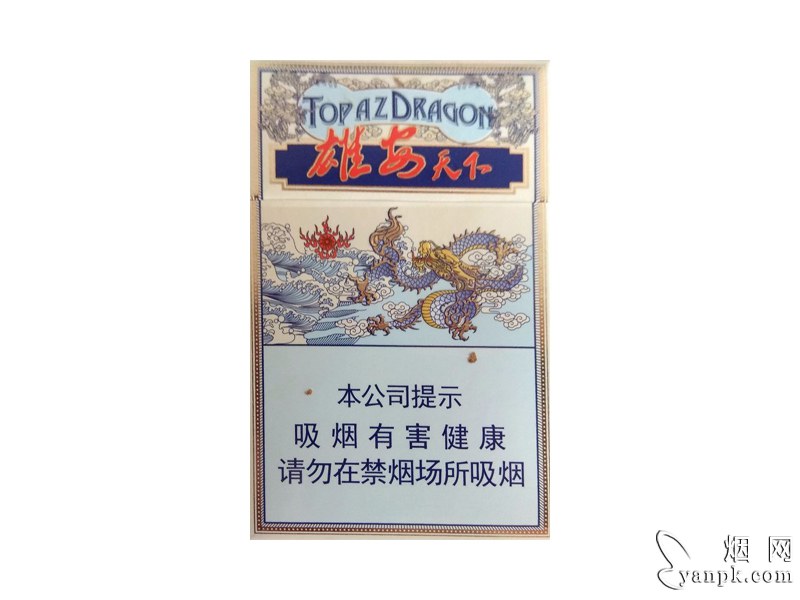 TOPAZ DRAGON
雄安天下
本公司提示
吸烟有害健康
请勿在禁烟场所吸烟
烟网
yanpk.com